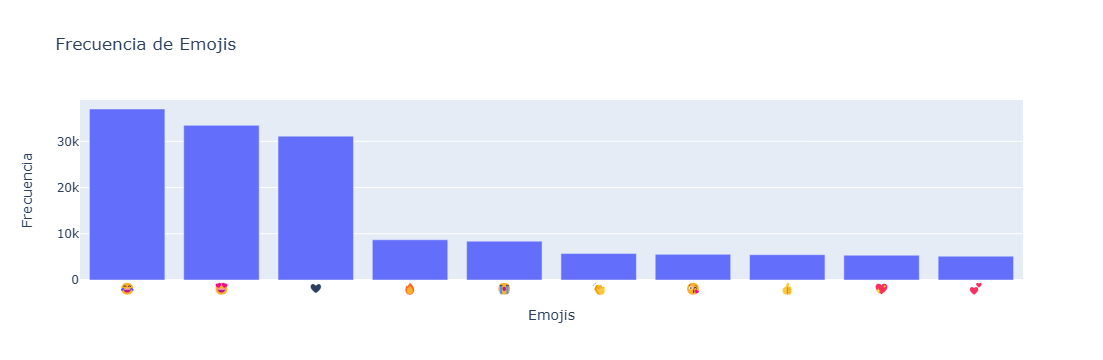 Frecuencia de Emojis
Frecuencia
30k
20k
10k
0
😂 😍 ❤ 🔥 😭 👏 😘 👍 💖 💕
Emojis